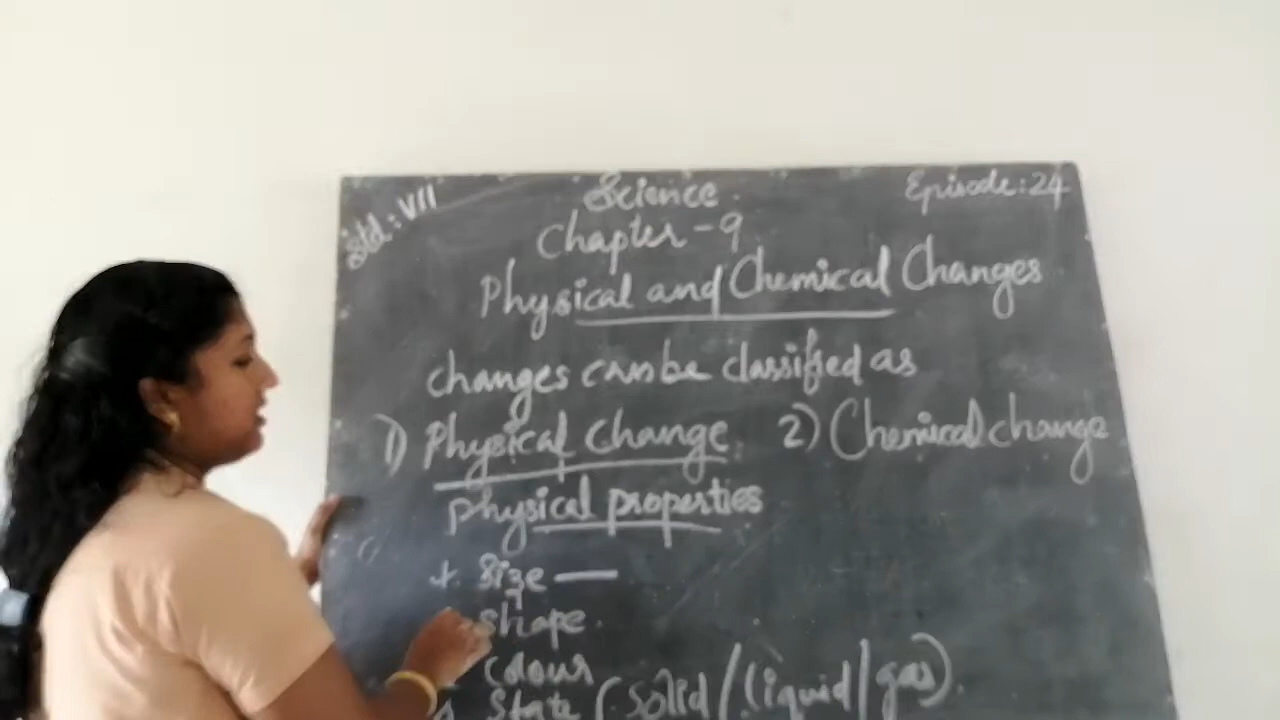 Std: VII
Science
Episode: 24
Chapter - 9
Physical and Chemical Changes
changes can be classified as
1) Physical change 2) Chemical change
physical properties
+ Size —
shape
colour
State (solid/liquid/gas)